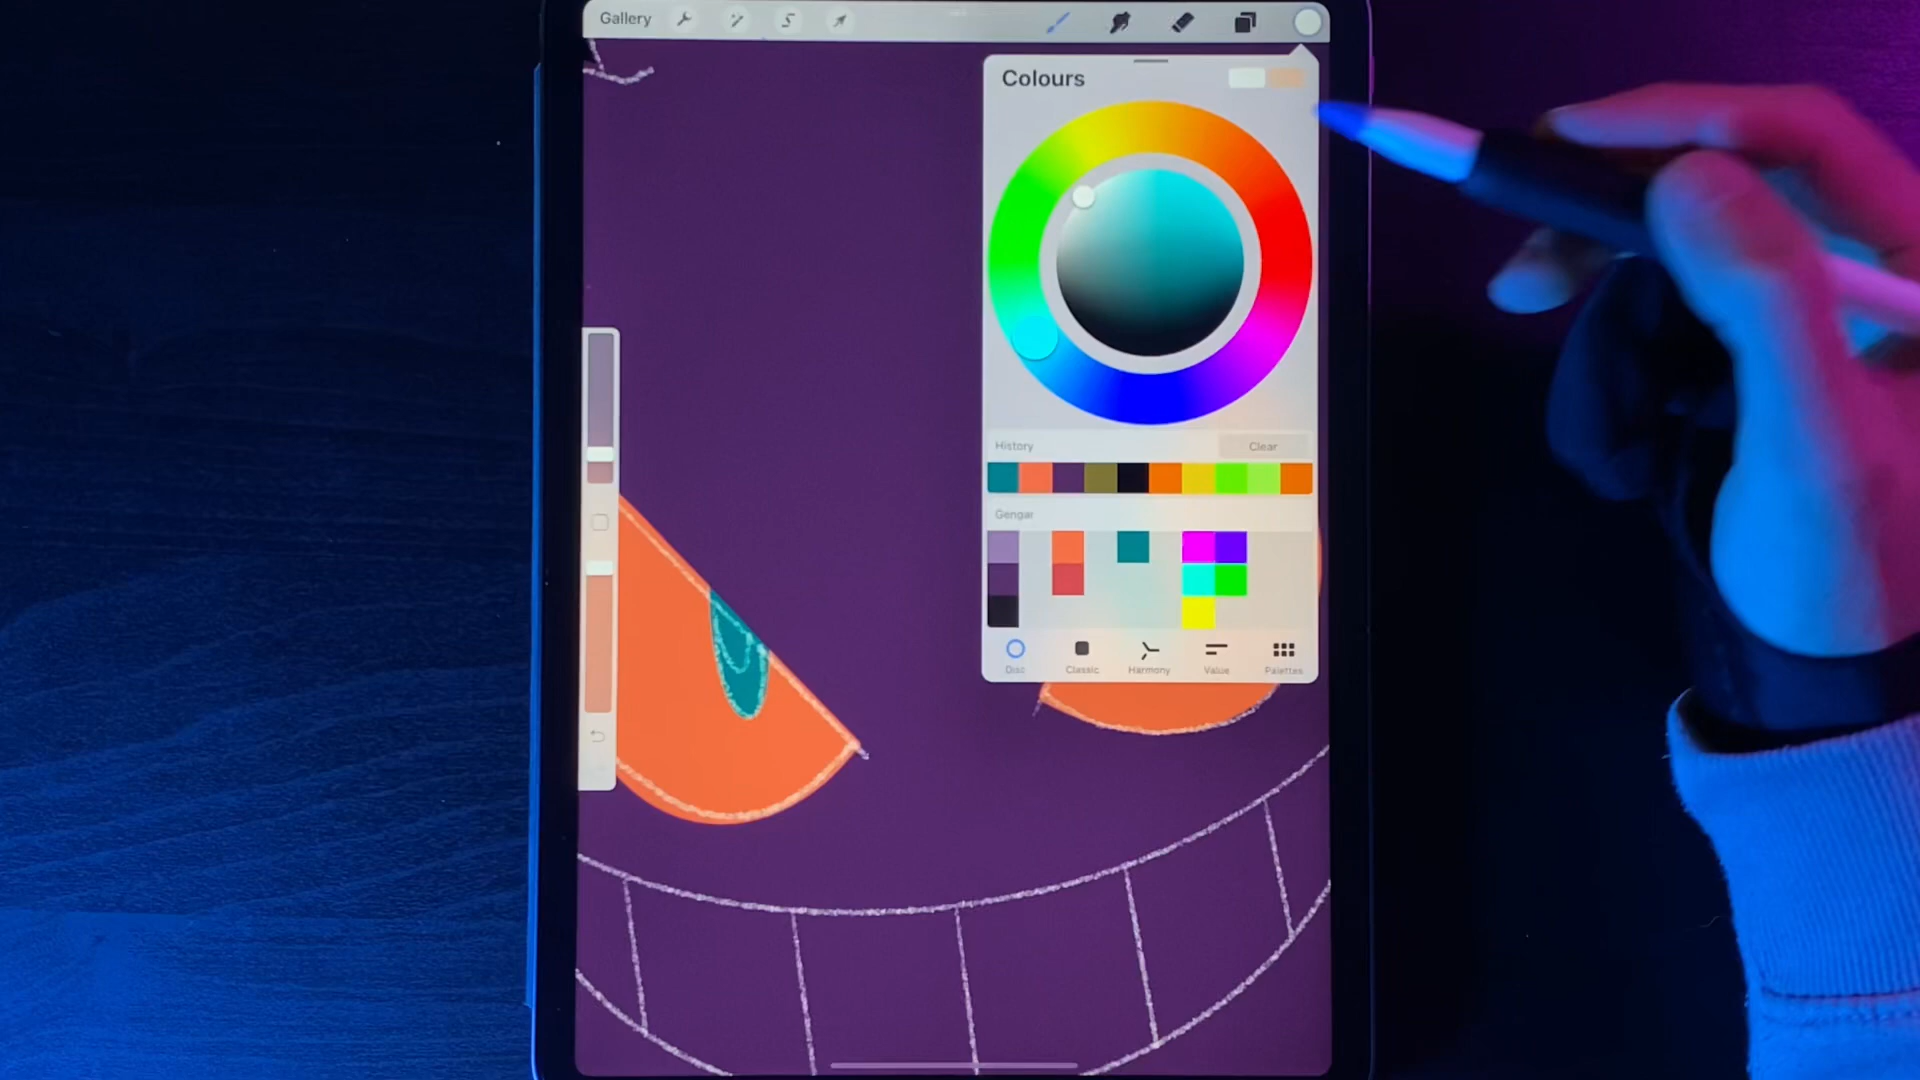 Gallery
Colours
History
Clear
Gengar
Disc
Classic
Harmony
Value
Palettes